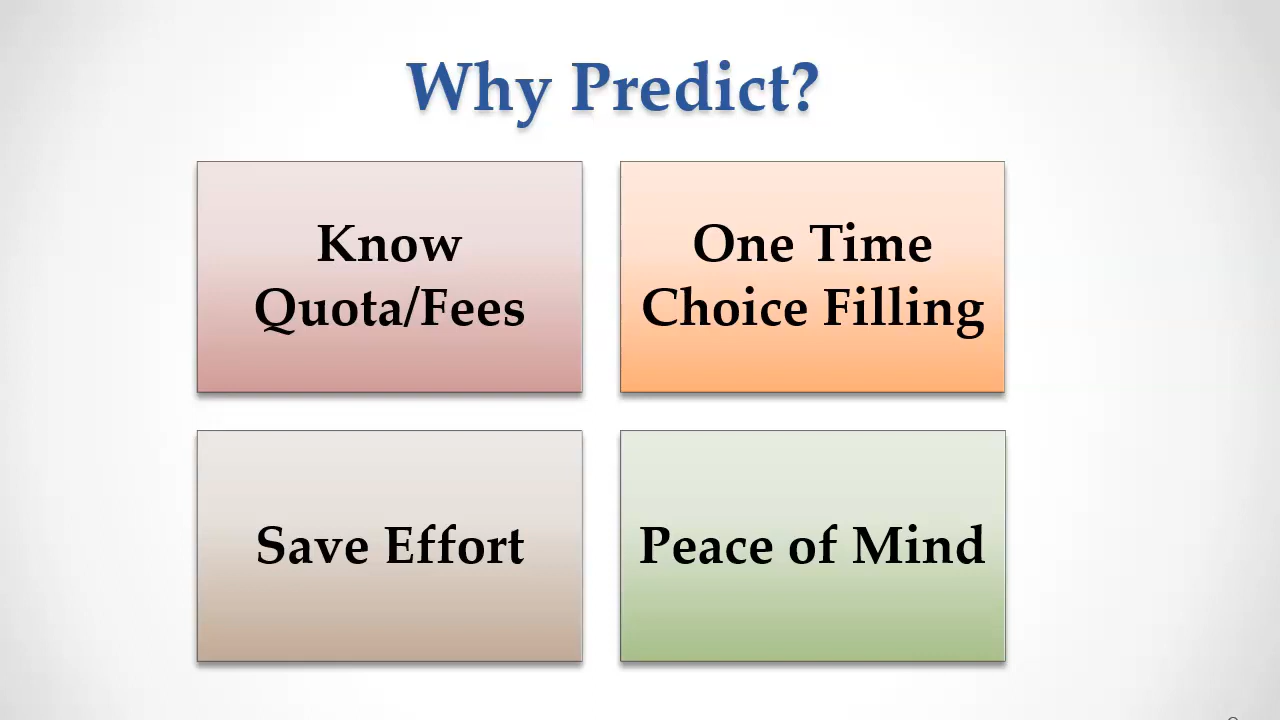 Why Predict?
Know
Quota/Fees
One Time
Choice Filling
Save Effort
Peace of Mind